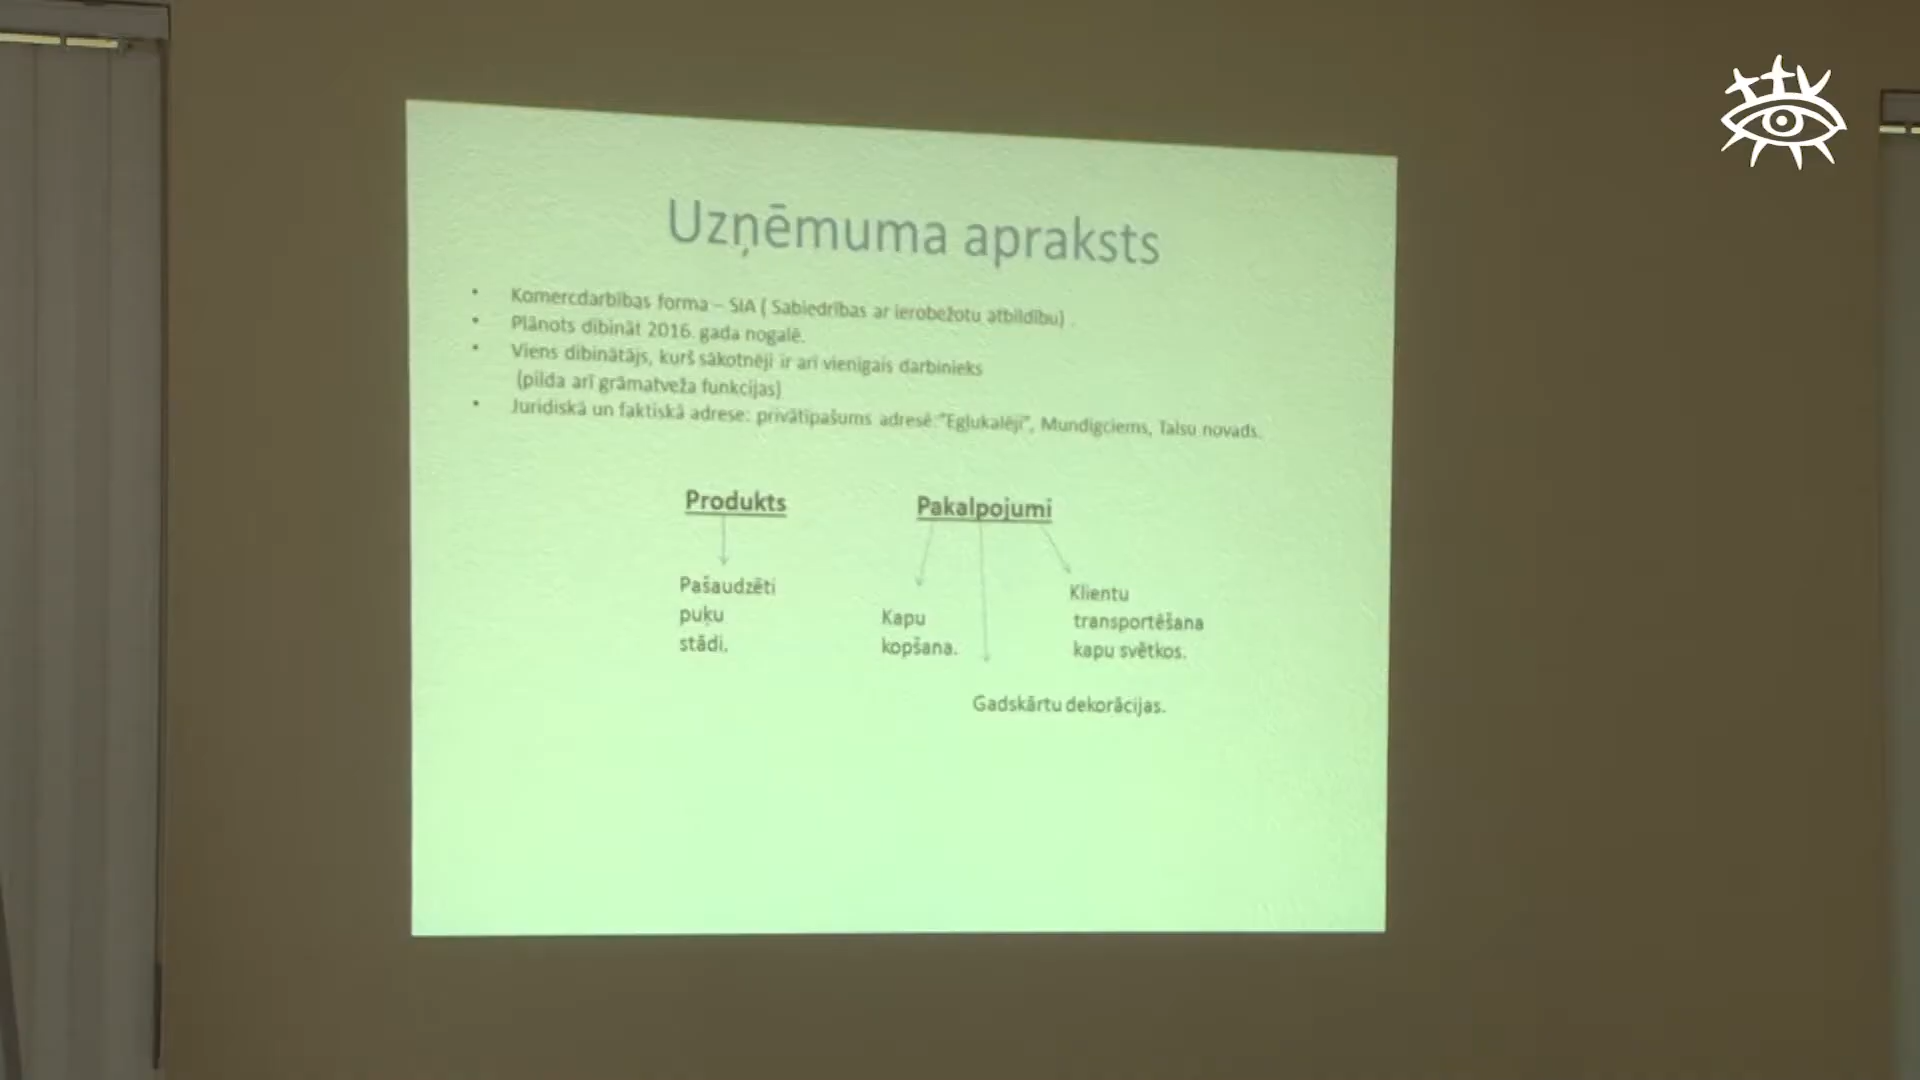 Uzņēmuma apraksts
• Komercdarbības forma – SIA ( Sabiedrības ar ierobežotu atbildību) .
• Plānots dibināt 2016. gada nogalē.
• Viens dibinātājs, kurš sākotnēji ir arī vienīgais darbinieks
(pilda arī grāmatveža funkcijas)
• Juridiskā un faktiskā adrese: privātīpašums adresē:"Egļukalēji", Mundigciems, Talsu novads.
Produkts
Pakalpojumi
Pašaudzēti
puķu
stādi.
Kapu
kopšana.
Klientu
transportēšana
kapu svētkos.
Gadskārtu dekorācijas.